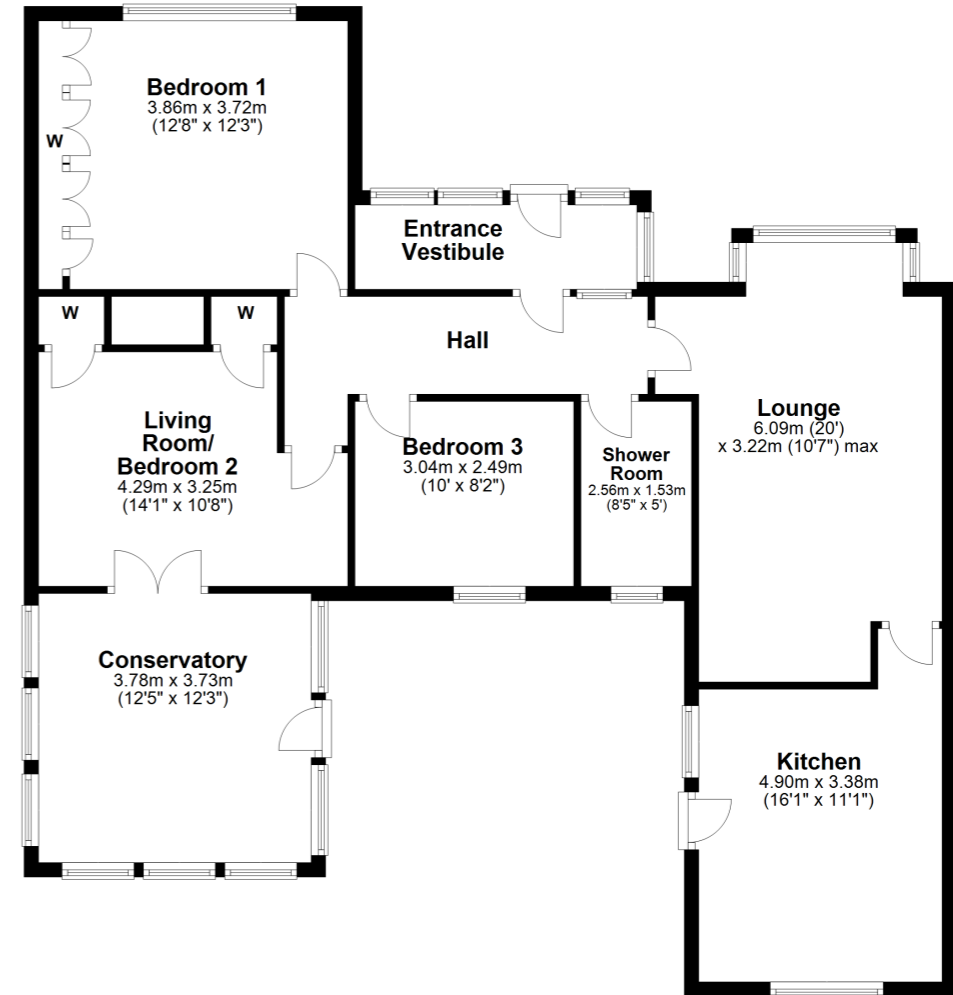 Bedroom 1
3.86m x 3.72m
(12'8" x 12'3")
W
Entrance
Vestibule
W
W
Hall
Living
Room/
Bedroom 2
4.29m x 3.25m
(14'1" x 10'8")
Bedroom 3
3.04m x 2.49m
(10' x 8'2")
Shower
Room
2.56m x 1.53m
(8'5" x 5')
Lounge
6.09m (20')
x 3.22m (10'7") max
Conservatory
3.78m x 3.73m
(12'5" x 12'3")
Kitchen
4.90m x 3.38m
(16'1" x 11'1")